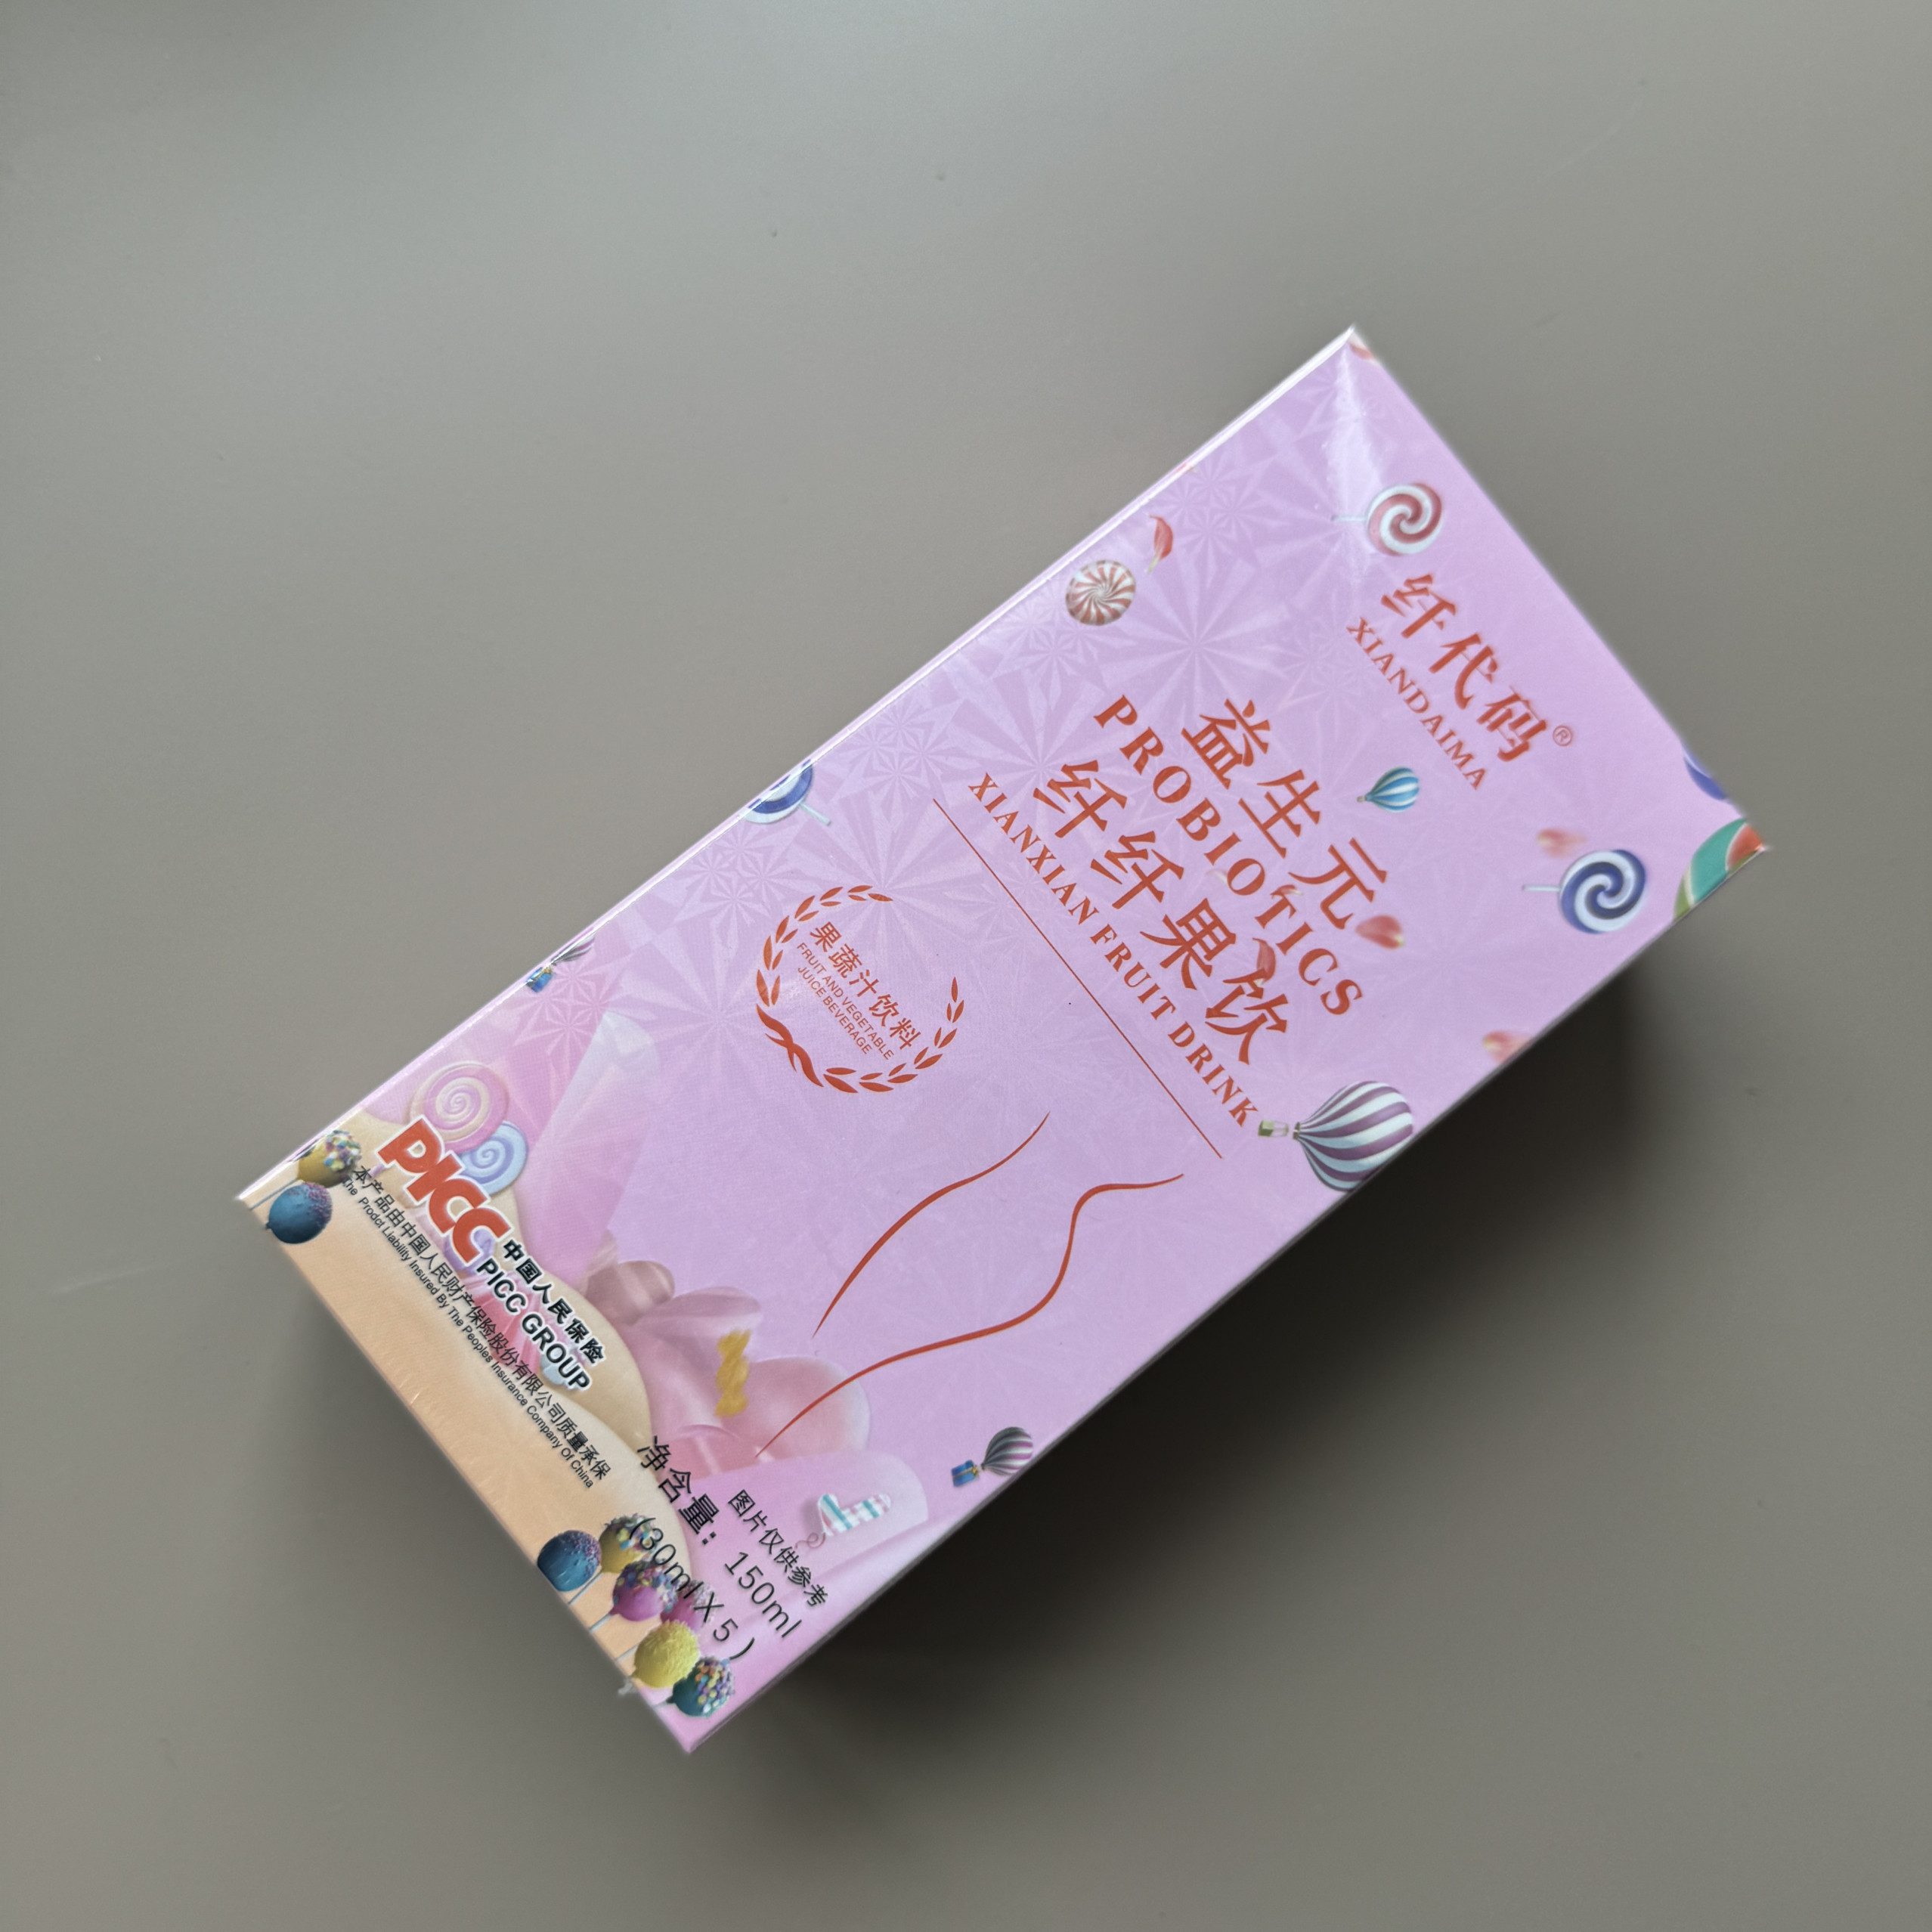 纤代码®
XIANDAIMA
益生元
PROBIOTICS
纤纤果饮
XIANXIAN FRUIT DRINK
果蔬汁饮料
FRUIT AND VEGETABLE
JUICE BEVERAGE
PICC 中国人民保险
PICC GROUP
本产品由中国人民财产保险股份有限公司质量承保
The Prodct Liability Insured By The Peoples Insurance Company Of China
图片仅供参考
净含量：150ml
（30ml X 5）